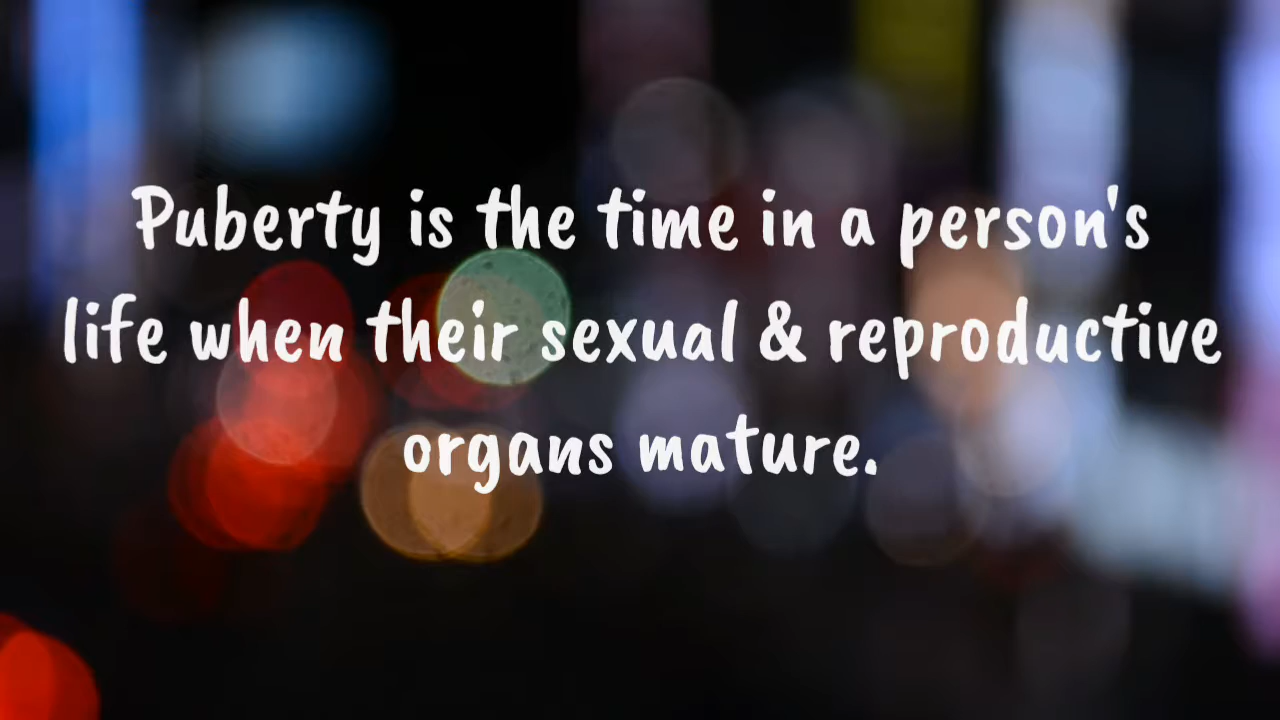 Puberty is the time in a person's
life when their sexual & reproductive
organs mature.